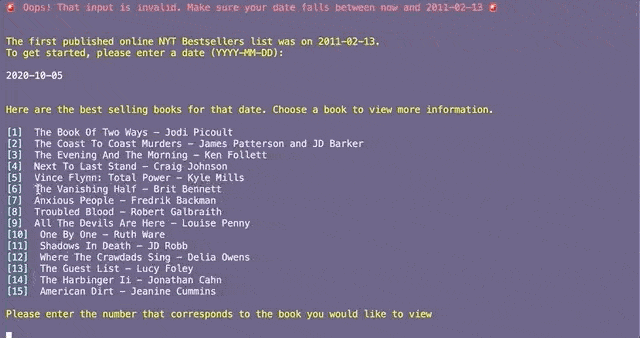 🚨 Oops! That input is invalid. Make sure your date falls between now and 2011-02-13 🚨
The first published online NYT Bestsellers list was on 2011-02-13.
To get started, please enter a date (YYYY-MM-DD):
2020-10-05
Here are the best selling books for that date. Choose a book to view more information.
[1] The Book Of Two Ways – Jodi Picoult
[2] The Coast To Coast Murders – James Patterson and JD Barker
[3] The Evening And The Morning – Ken Follett
[4] Next To Last Stand – Craig Johnson
[5] Vince Flynn: Total Power – Kyle Mills
[6] The Vanishing Half – Brit Bennett
[7] Anxious People – Fredrik Backman
[8] Troubled Blood – Robert Galbraith
[9] All The Devils Are Here – Louise Penny
[10] One By One – Ruth Ware
[11] Shadows In Death – JD Robb
[12] Where The Crawdads Sing – Delia Owens
[13] The Guest List – Lucy Foley
[14] The Harbinger Ii – Jonathan Cahn
[15] American Dirt – Jeanine Cummins
Please enter the number that corresponds to the book you would like to view